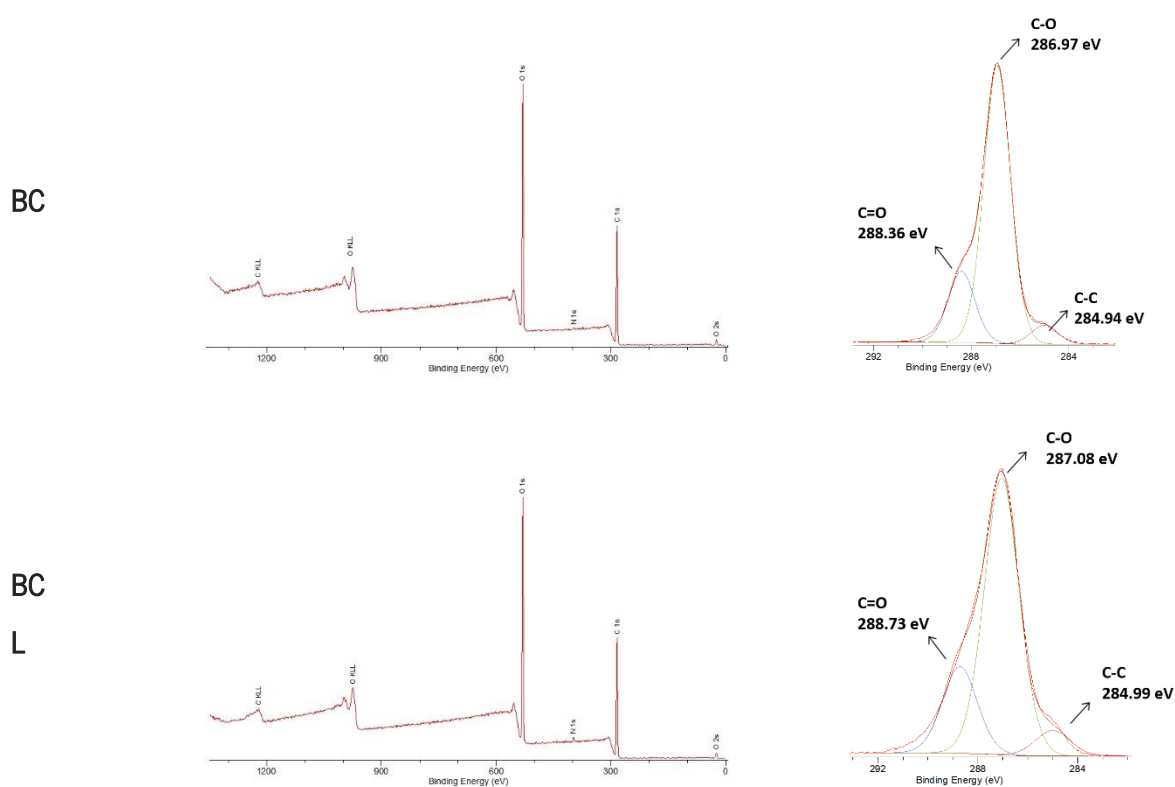 BC
C KLL
O KLL
O 1s
N 1s
C 1s
O 2s
1200
900
600
300
0
Binding Energy (eV)
C-O
286.97 eV
C=O
288.36 eV
C-C
284.94 eV
292
288
284
Binding Energy (eV)
BC
L
C KLL
O KLL
O 1s
N 1s
C 1s
O 2s
1200
900
600
300
0
Binding Energy (eV)
C-O
287.08 eV
C=O
288.73 eV
C-C
284.99 eV
292
288
284
Binding Energy (eV)